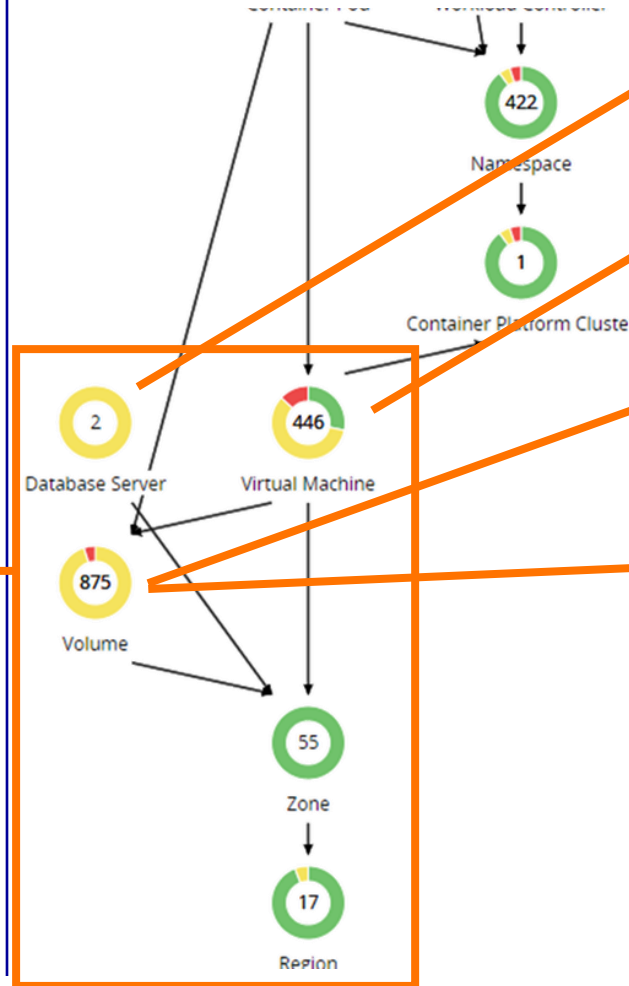 Container Pod Workload Controller
422
Namespace
1
Container Platform Cluste
2 446
Database Server Virtual Machine
875
Volume
55
Zone
17
Region